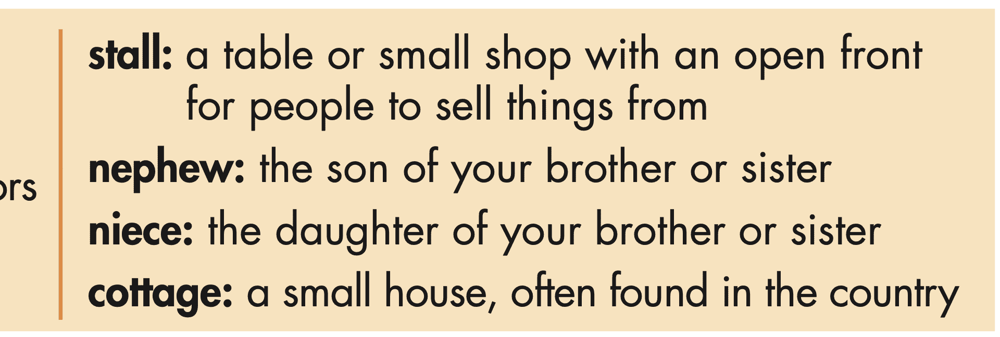 stall: a table or small shop with an open front
for people to sell things from
nephew: the son of your brother or sister
niece: the daughter of your brother or sister
cottage: a small house, often found in the country